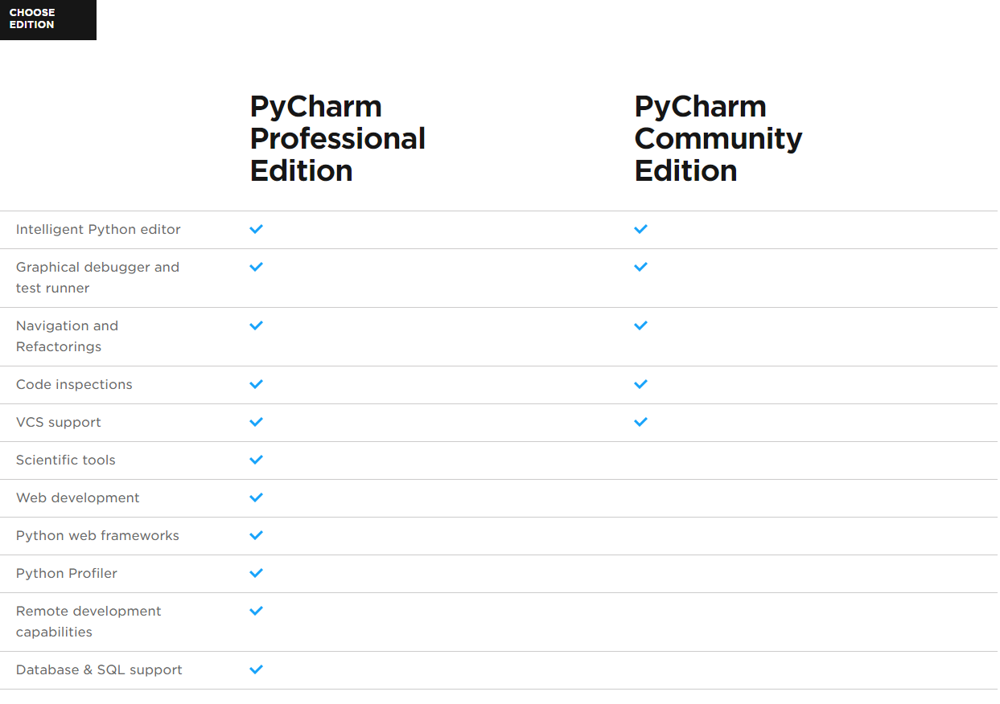 CHOOSE
EDITION
PyCharm
Professional
Edition
PyCharm
Community
Edition
Intelligent Python editor
Graphical debugger and
test runner
Navigation and
Refactorings
Code inspections
VCS support
Scientific tools
Web development
Python web frameworks
Python Profiler
Remote development
capabilities
Database & SQL support